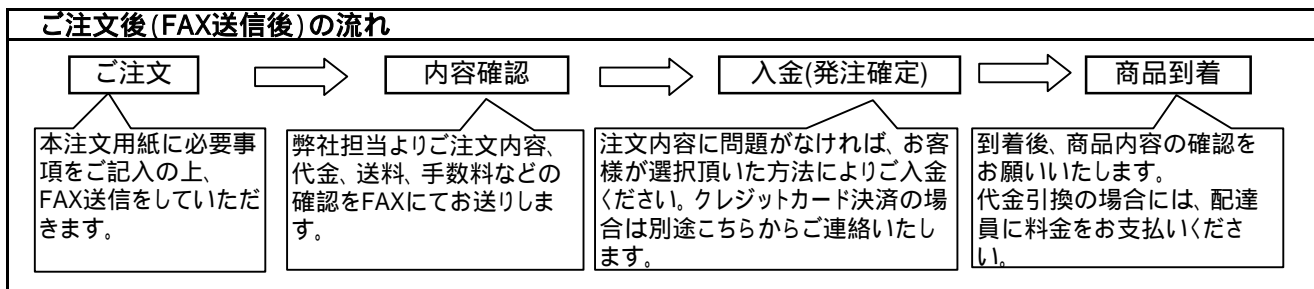 ご注文後(FAX送信後)の流れ
ご注文
内容確認
入金(発注確定)
商品到着
本注文用紙に必要事
項をご記入の上、
FAX送信をしていただ
きます。
弊社担当よりご注文内容、
代金、送料、手数料などの
確認をFAXにてお送りしま
す。
注文内容に問題がなければ、お客
様が選択頂いた方法によりご入金
ください。クレジットカード決済の場
合は別途こちらからご連絡いたし
ます。
到着後、商品内容の確認を
お願いいたします。
代金引換の場合には、配達
員に料金をお支払いくださ
い。